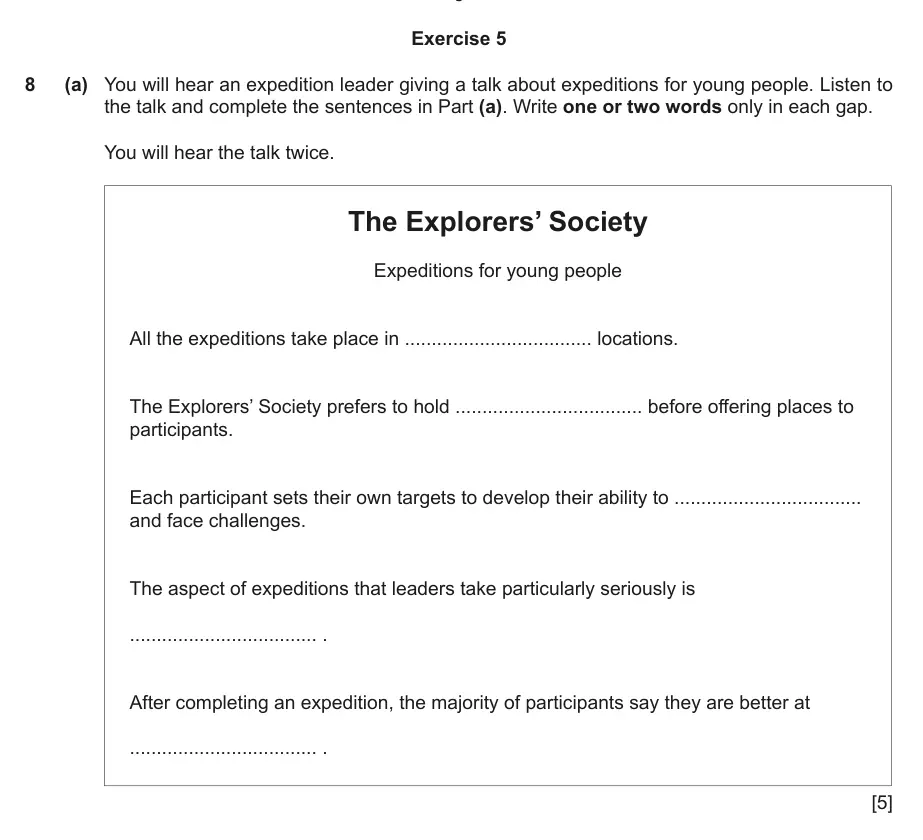 Exercise 5
8 (a) You will hear an expedition leader giving a talk about expeditions for young people. Listen to
the talk and complete the sentences in Part (a). Write one or two words only in each gap.
You will hear the talk twice.
The Explorers’ Society
Expeditions for young people
All the expeditions take place in ................................... locations.
The Explorers’ Society prefers to hold ................................... before offering places to
participants.
Each participant sets their own targets to develop their ability to ...................................
and face challenges.
The aspect of expeditions that leaders take particularly seriously is
................................... .
After completing an expedition, the majority of participants say they are better at
................................... .
[5]